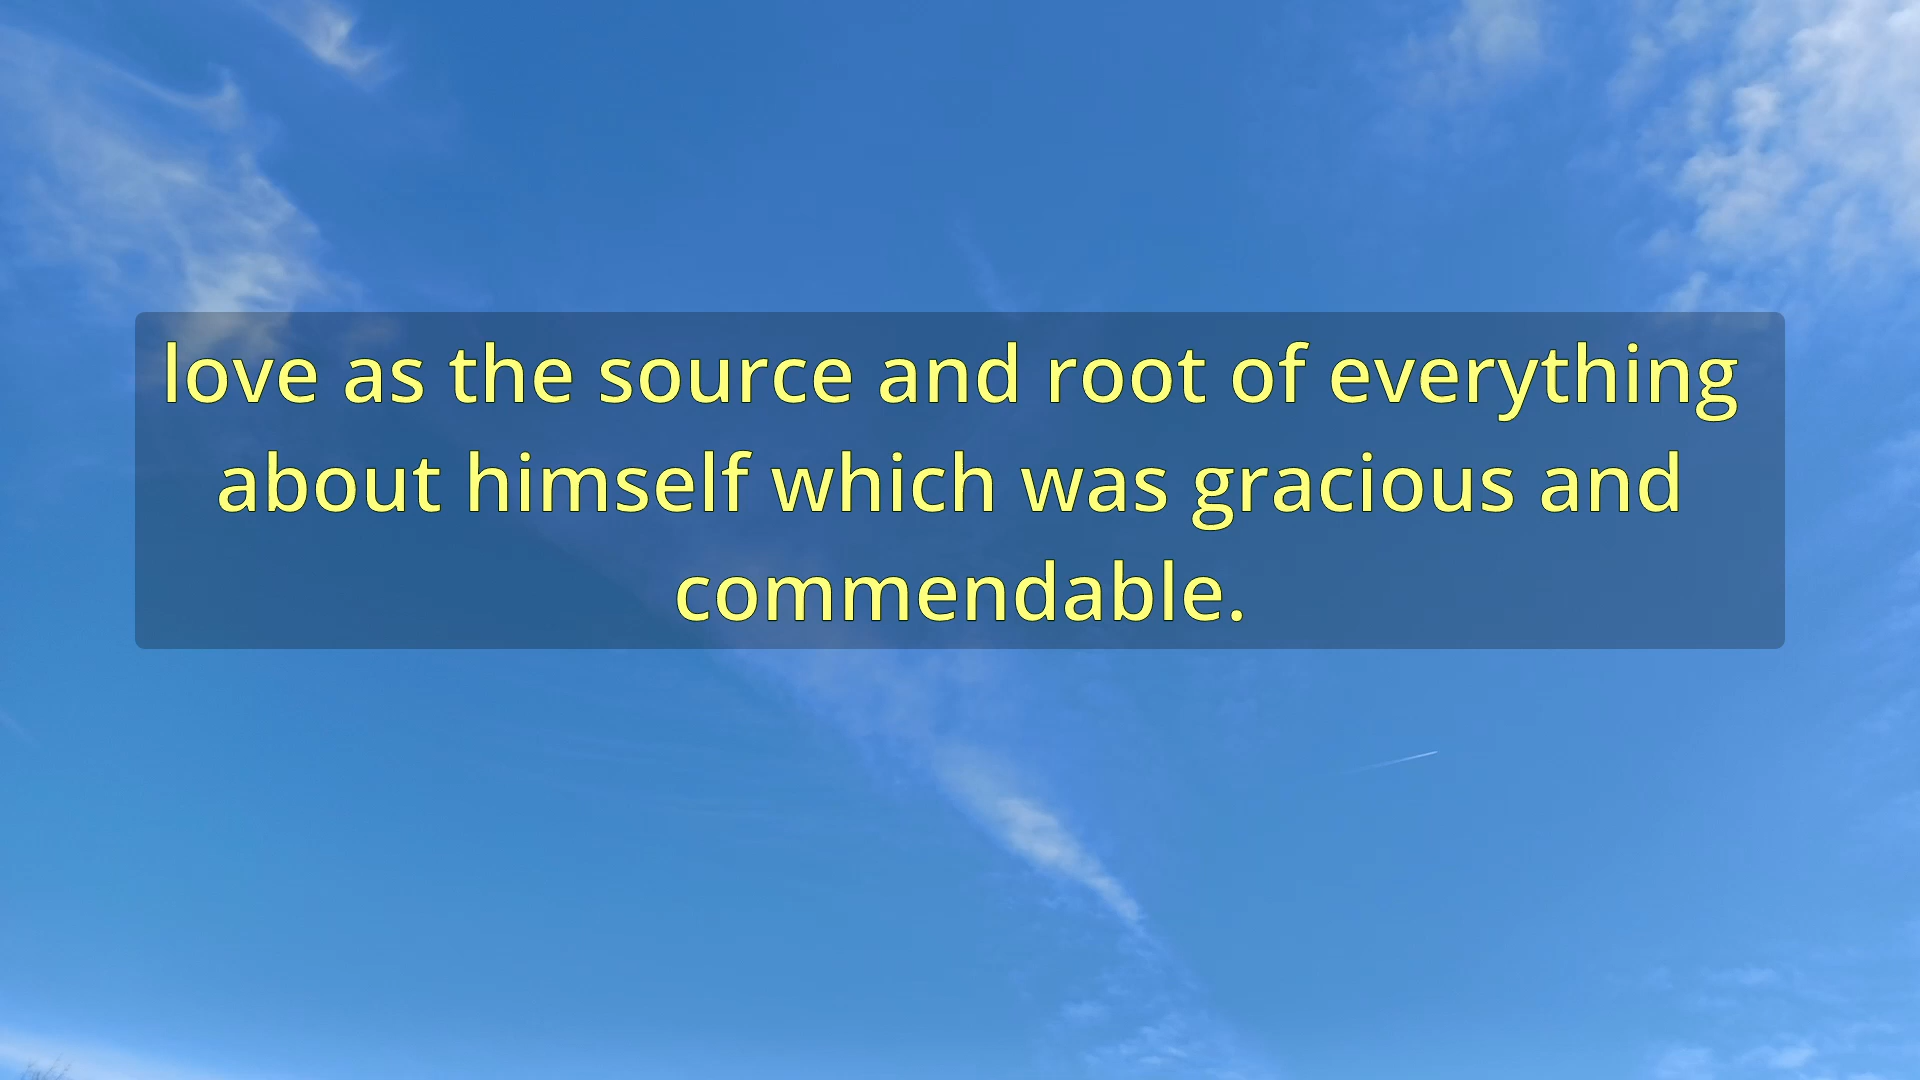 love as the source and root of everything
about himself which was gracious and
commendable.